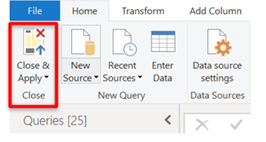 File Home Transform Add Column
Close & Apply
New Source
Recent Sources
Enter Data
Data source settings
Close New Query Data Sources
Queries [25]